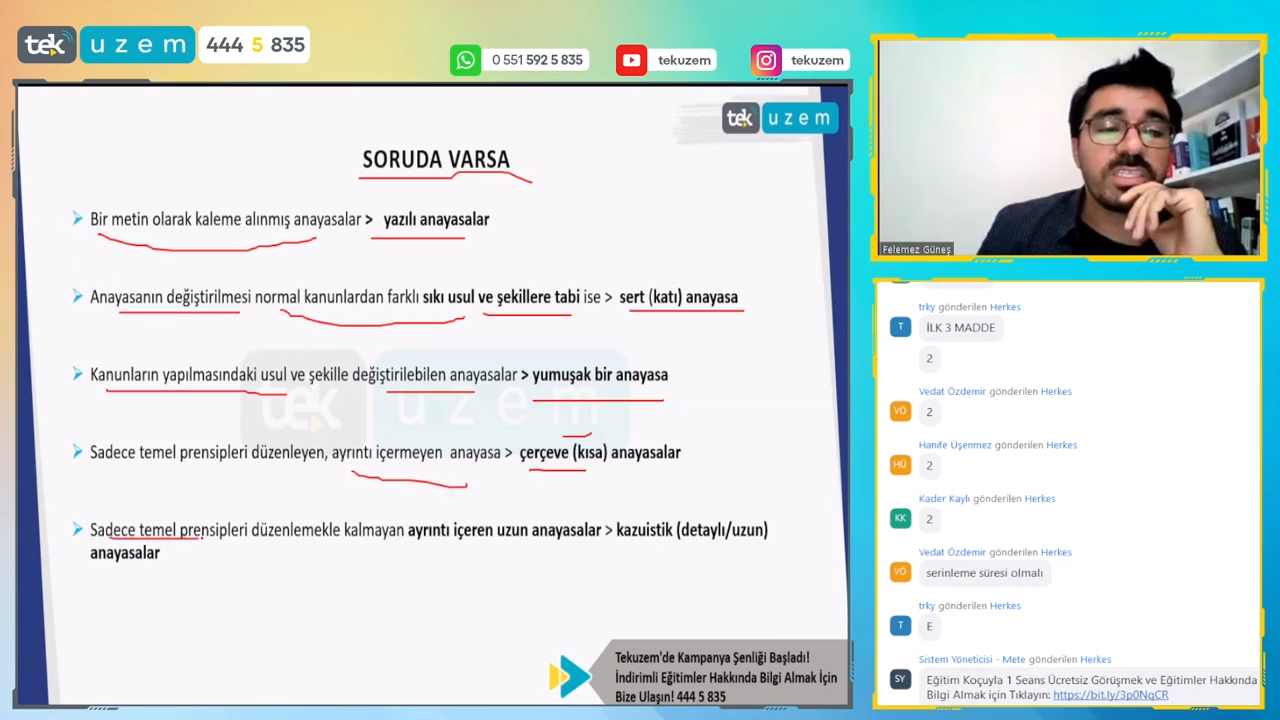 tek uzem 444 5 835
0 551 592 5 835
tekuzem
tekuzem
tek uzem
SORUDA VARSA
Bir metin olarak kaleme alınmış anayasalar > yazılı anayasalar
Anayasanın değiştirilmesi normal kanunlardan farklı sıkı usul ve şekillere tabi ise > sert (katı) anayasa
Kanunların yapılmasındaki usul ve şekille değiştirilebilen anayasalar > yumuşak bir anayasa
tek uzem
Sadece temel prensipleri düzenleyen, ayrıntı içermeyen anayasa > çerçeve (kısa) anayasalar
Sadece temel prensipleri düzenlemekle kalmayan ayrıntı içeren uzun anayasalar > kazuistik (detaylı/uzun)
anayasalar
Tekuzem'de Kampanya Şenliği Başladı!
İndirimli Eğitimler Hakkında Bilgi Almak İçin
Bize Ulaşın! 444 5 835
Felemez Güneş
trky gönderilen Herkes
T
İLK 3 MADDE
2
Vedat Özdemir gönderilen Herkes
VÖ
2
Hanife Üşenmez gönderilen Herkes
HÜ
2
Kader Kaylı gönderilen Herkes
KK
2
Vedat Özdemir gönderilen Herkes
VÖ
serinleme süresi olmalı
trky gönderilen Herkes
T
E
Sistem Yöneticisi - Mete gönderilen Herkes
SY
Eğitim Koçuyla 1 Seans Ücretsiz Görüşmek ve Eğitimler Hakkında
Bilgi Almak için Tıklayın: https://bit.ly/3p0NqCR